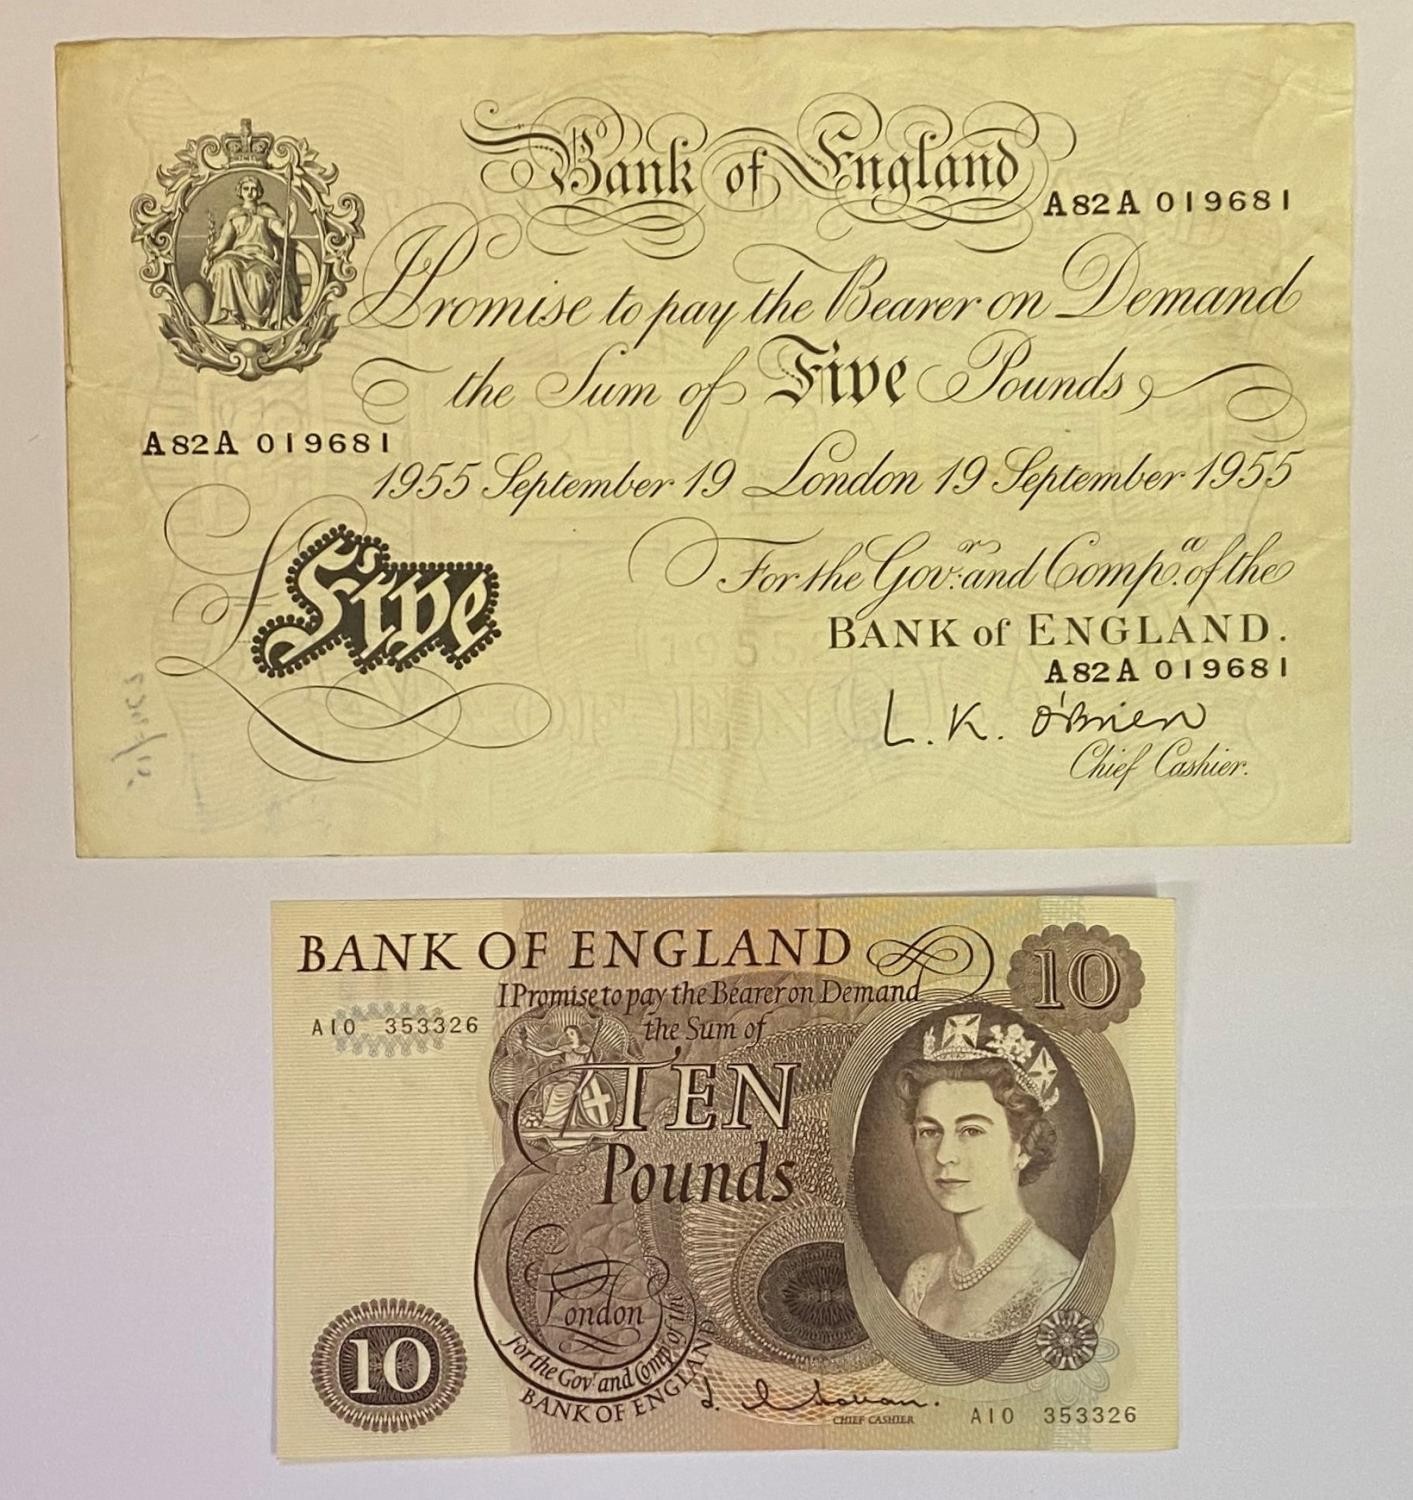 Bank of England
A82A 019681
I Promise to pay the Bearer on Demand
the Sum of Five Pounds
A82A 019681
1955 September 19 London 19 September 1955
£Five
For the Gov.r and Comp.a of the
BANK of ENGLAND.
A82A 019681
L. K. O'Brien
Chief Cashier.
BANK OF ENGLAND
10
I Promise to pay the Bearer on Demand
A10 353326
the Sum of
TEN
Pounds
London
for the Govr and Compa of the
BANK OF ENGLAND
10
CHIEF CASHIER
A10 353326